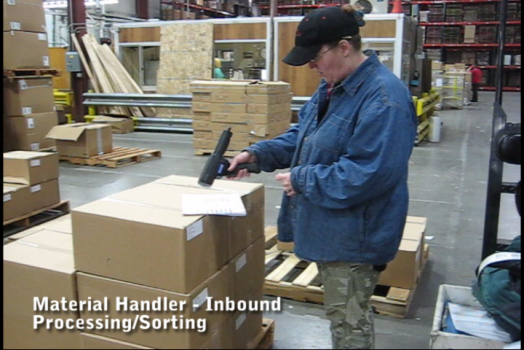 Material Handler - Inbound
Processing/Sorting